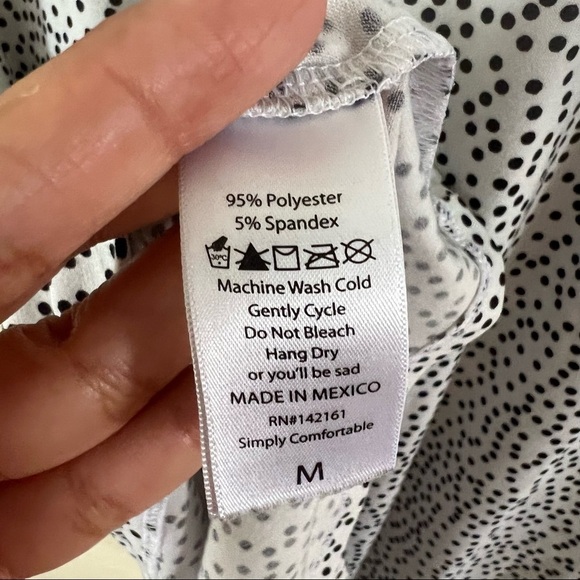 95% Polyester
5% Spandex
30°C
Machine Wash Cold
Gently Cycle
Do Not Bleach
Hang Dry
or you'll be sad
MADE IN MEXICO
RN#142161
Simply Comfortable
M